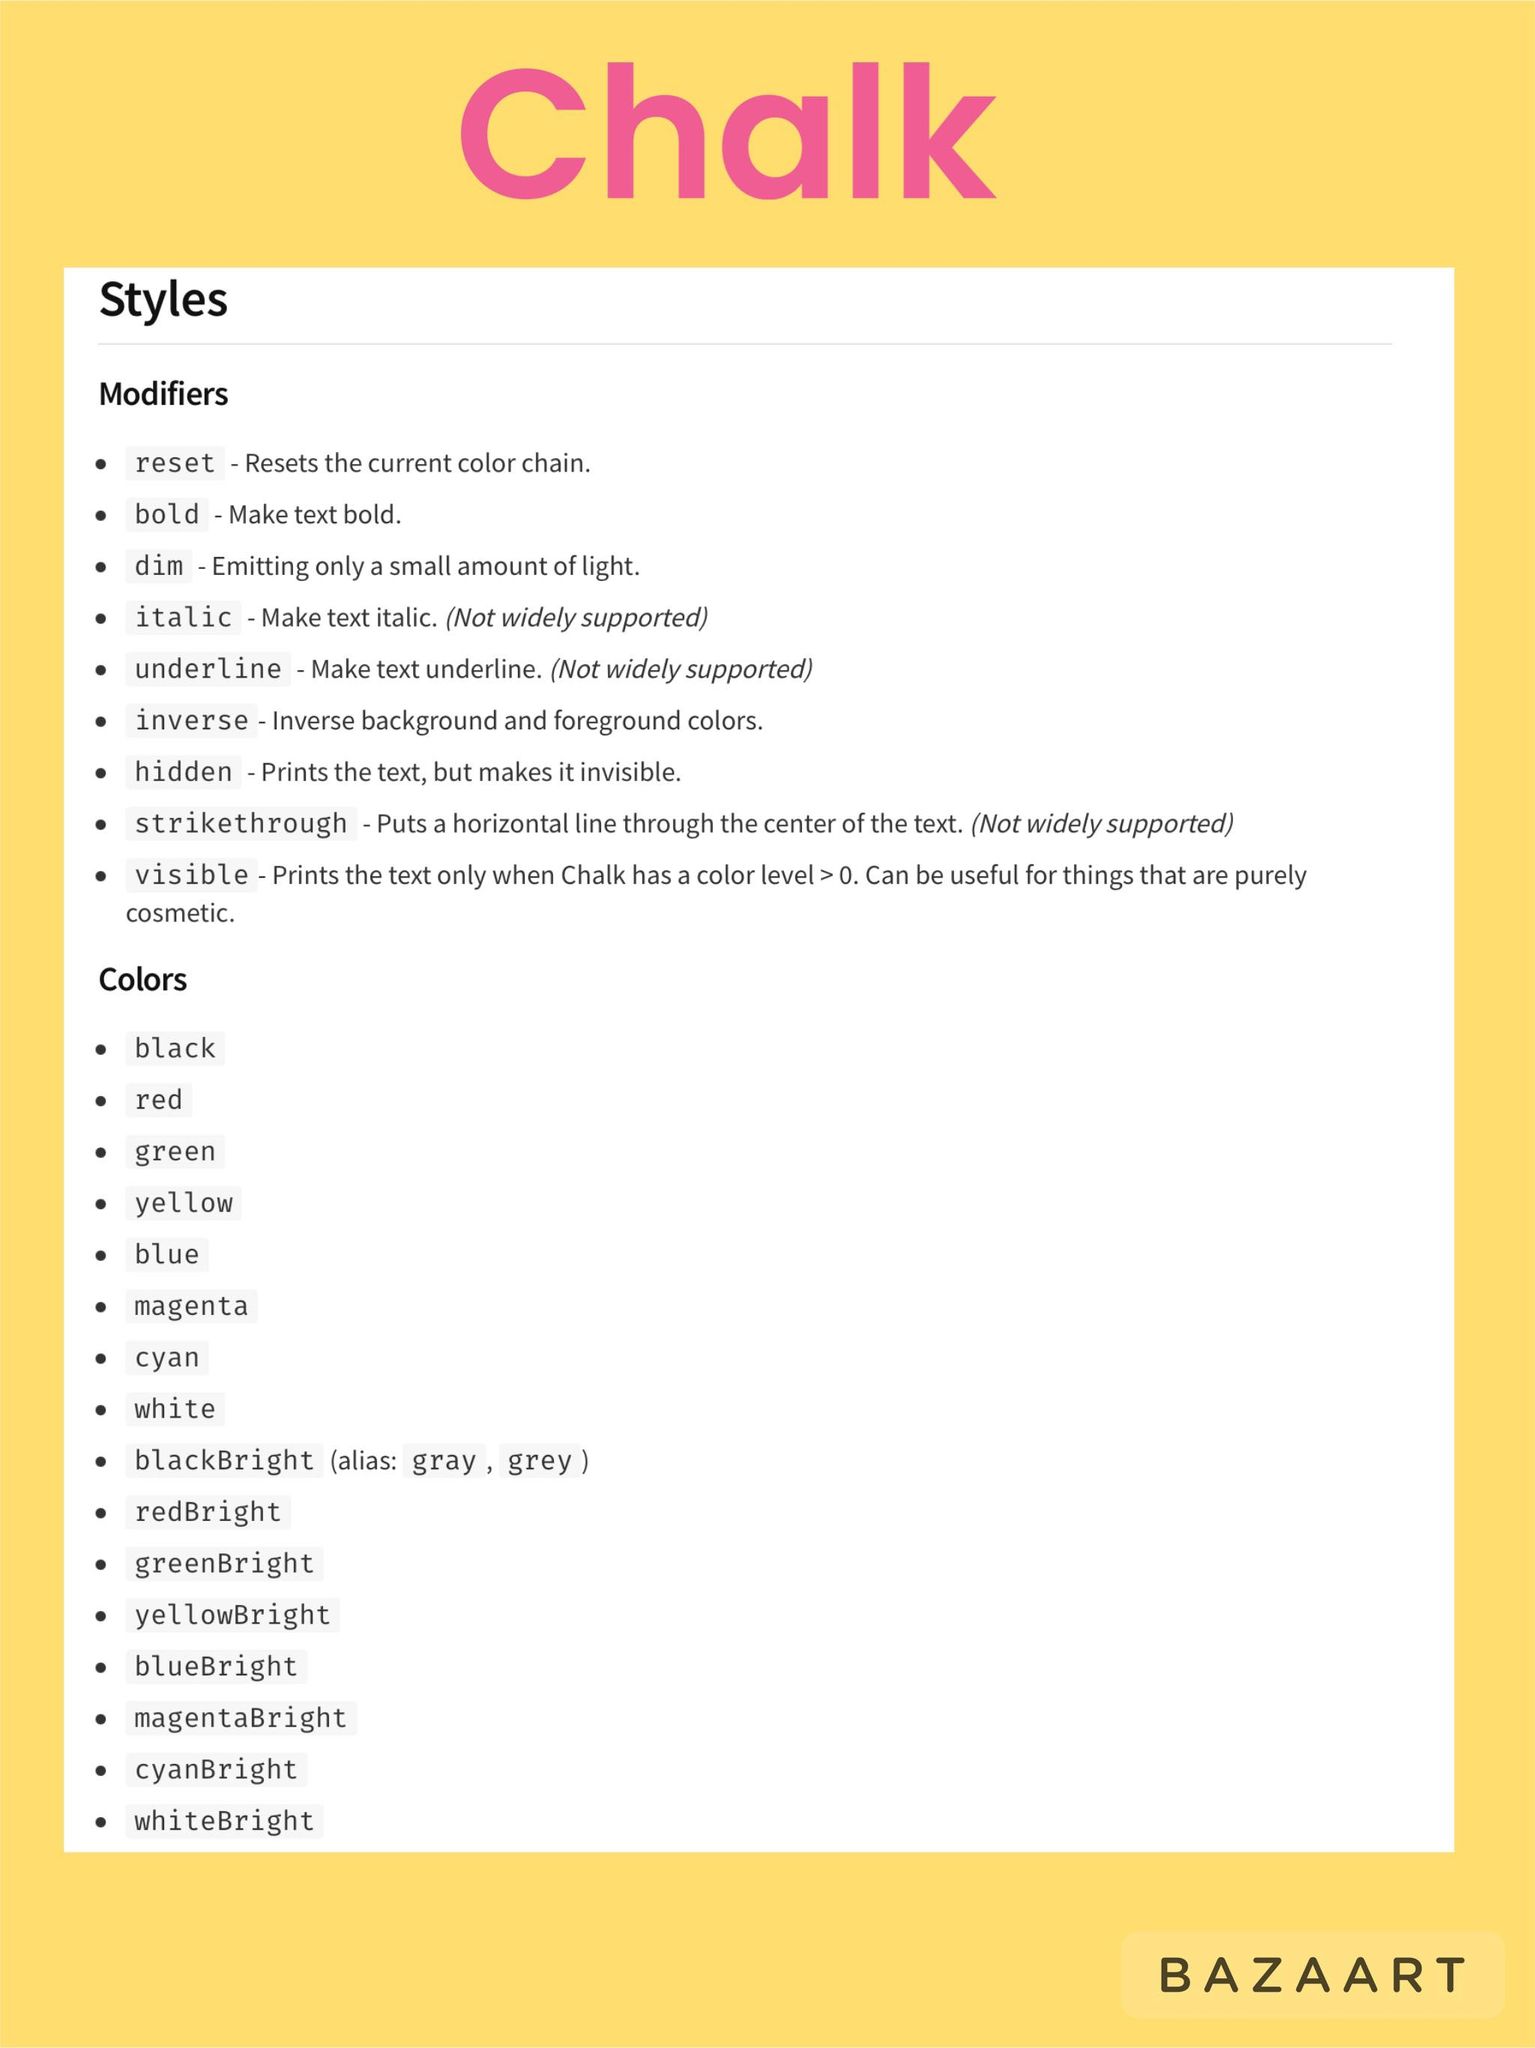 Chalk
Styles
Modifiers
• reset - Resets the current color chain.
• bold - Make text bold.
• dim - Emitting only a small amount of light.
• italic - Make text italic. (Not widely supported)
• underline - Make text underline. (Not widely supported)
• inverse - Inverse background and foreground colors.
• hidden - Prints the text, but makes it invisible.
• strikethrough - Puts a horizontal line through the center of the text. (Not widely supported)
• visible - Prints the text only when Chalk has a color level > 0. Can be useful for things that are purely
cosmetic.
Colors
• black
• red
• green
• yellow
• blue
• magenta
• cyan
• white
• blackBright (alias: gray, grey)
• redBright
• greenBright
• yellowBright
• blueBright
• magentaBright
• cyanBright
• whiteBright
BAZAART